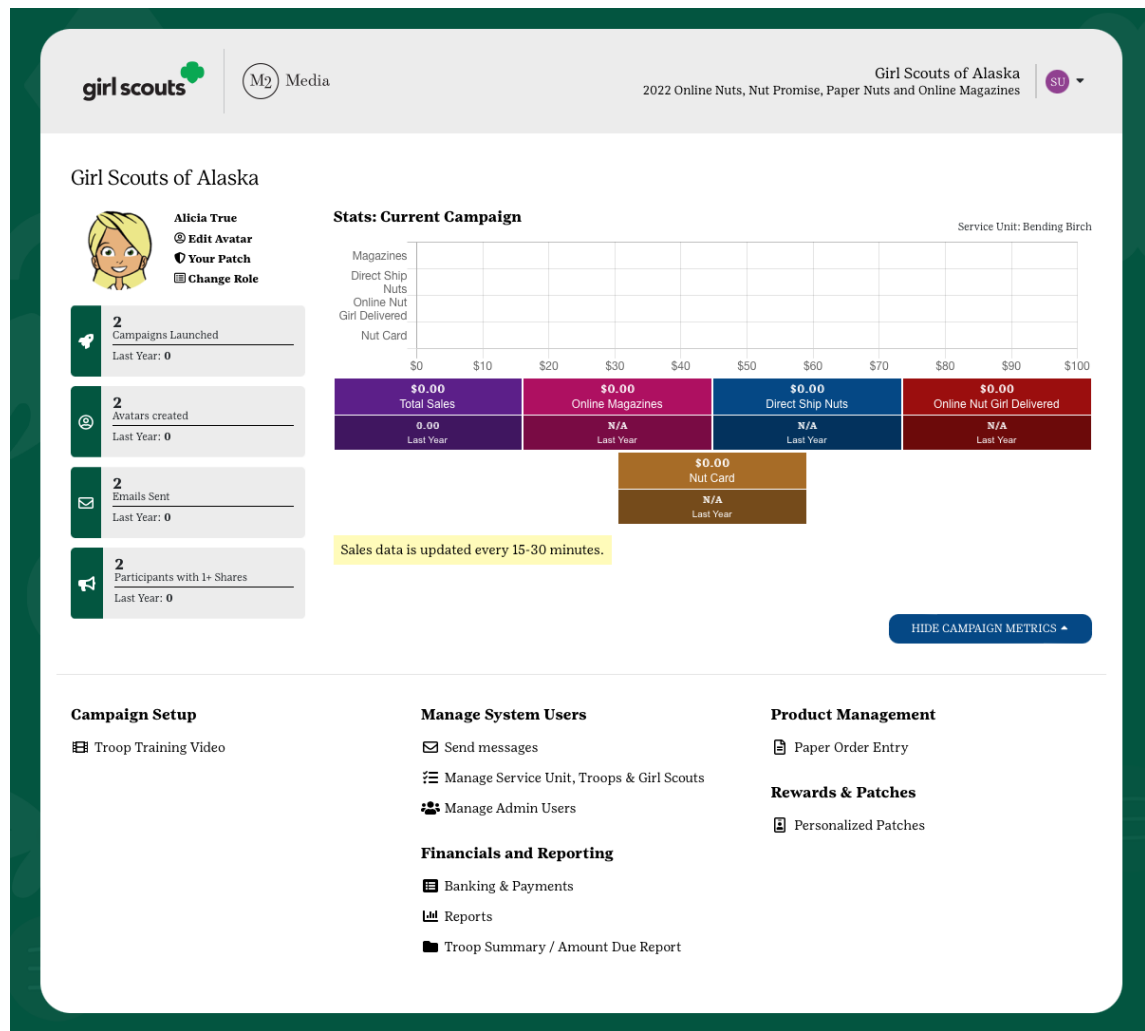 girl scouts
M2 Media
Girl Scouts of Alaska
2022 Online Nuts, Nut Promise, Paper Nuts and Online Magazines
SU
Girl Scouts of Alaska
Alicia True
Edit Avatar
Your Patch
Change Role
2
Campaigns Launched
Last Year: 0
2
Avatars created
Last Year: 0
2
Emails Sent
Last Year: 0
2
Participants with 1+ Shares
Last Year: 0
Stats: Current Campaign
Service Unit: Bending Birch
Magazines
Direct Ship
Nuts
Online Nut
Girl Delivered
Nut Card
$0 $10 $20 $30 $40 $50 $60 $70 $80 $90 $100
$0.00 $0.00 $0.00 $0.00
Total Sales Online Magazines Direct Ship Nuts Online Nut Girl Delivered
0.00 N/A N/A N/A
Last Year Last Year Last Year Last Year
$0.00
Nut Card
N/A
Last Year
Sales data is updated every 15-30 minutes.
HIDE CAMPAIGN METRICS
Campaign Setup
Troop Training Video
Manage System Users
Send messages
Manage Service Unit, Troops & Girl Scouts
Manage Admin Users
Financials and Reporting
Banking & Payments
Reports
Troop Summary / Amount Due Report
Product Management
Paper Order Entry
Rewards & Patches
Personalized Patches